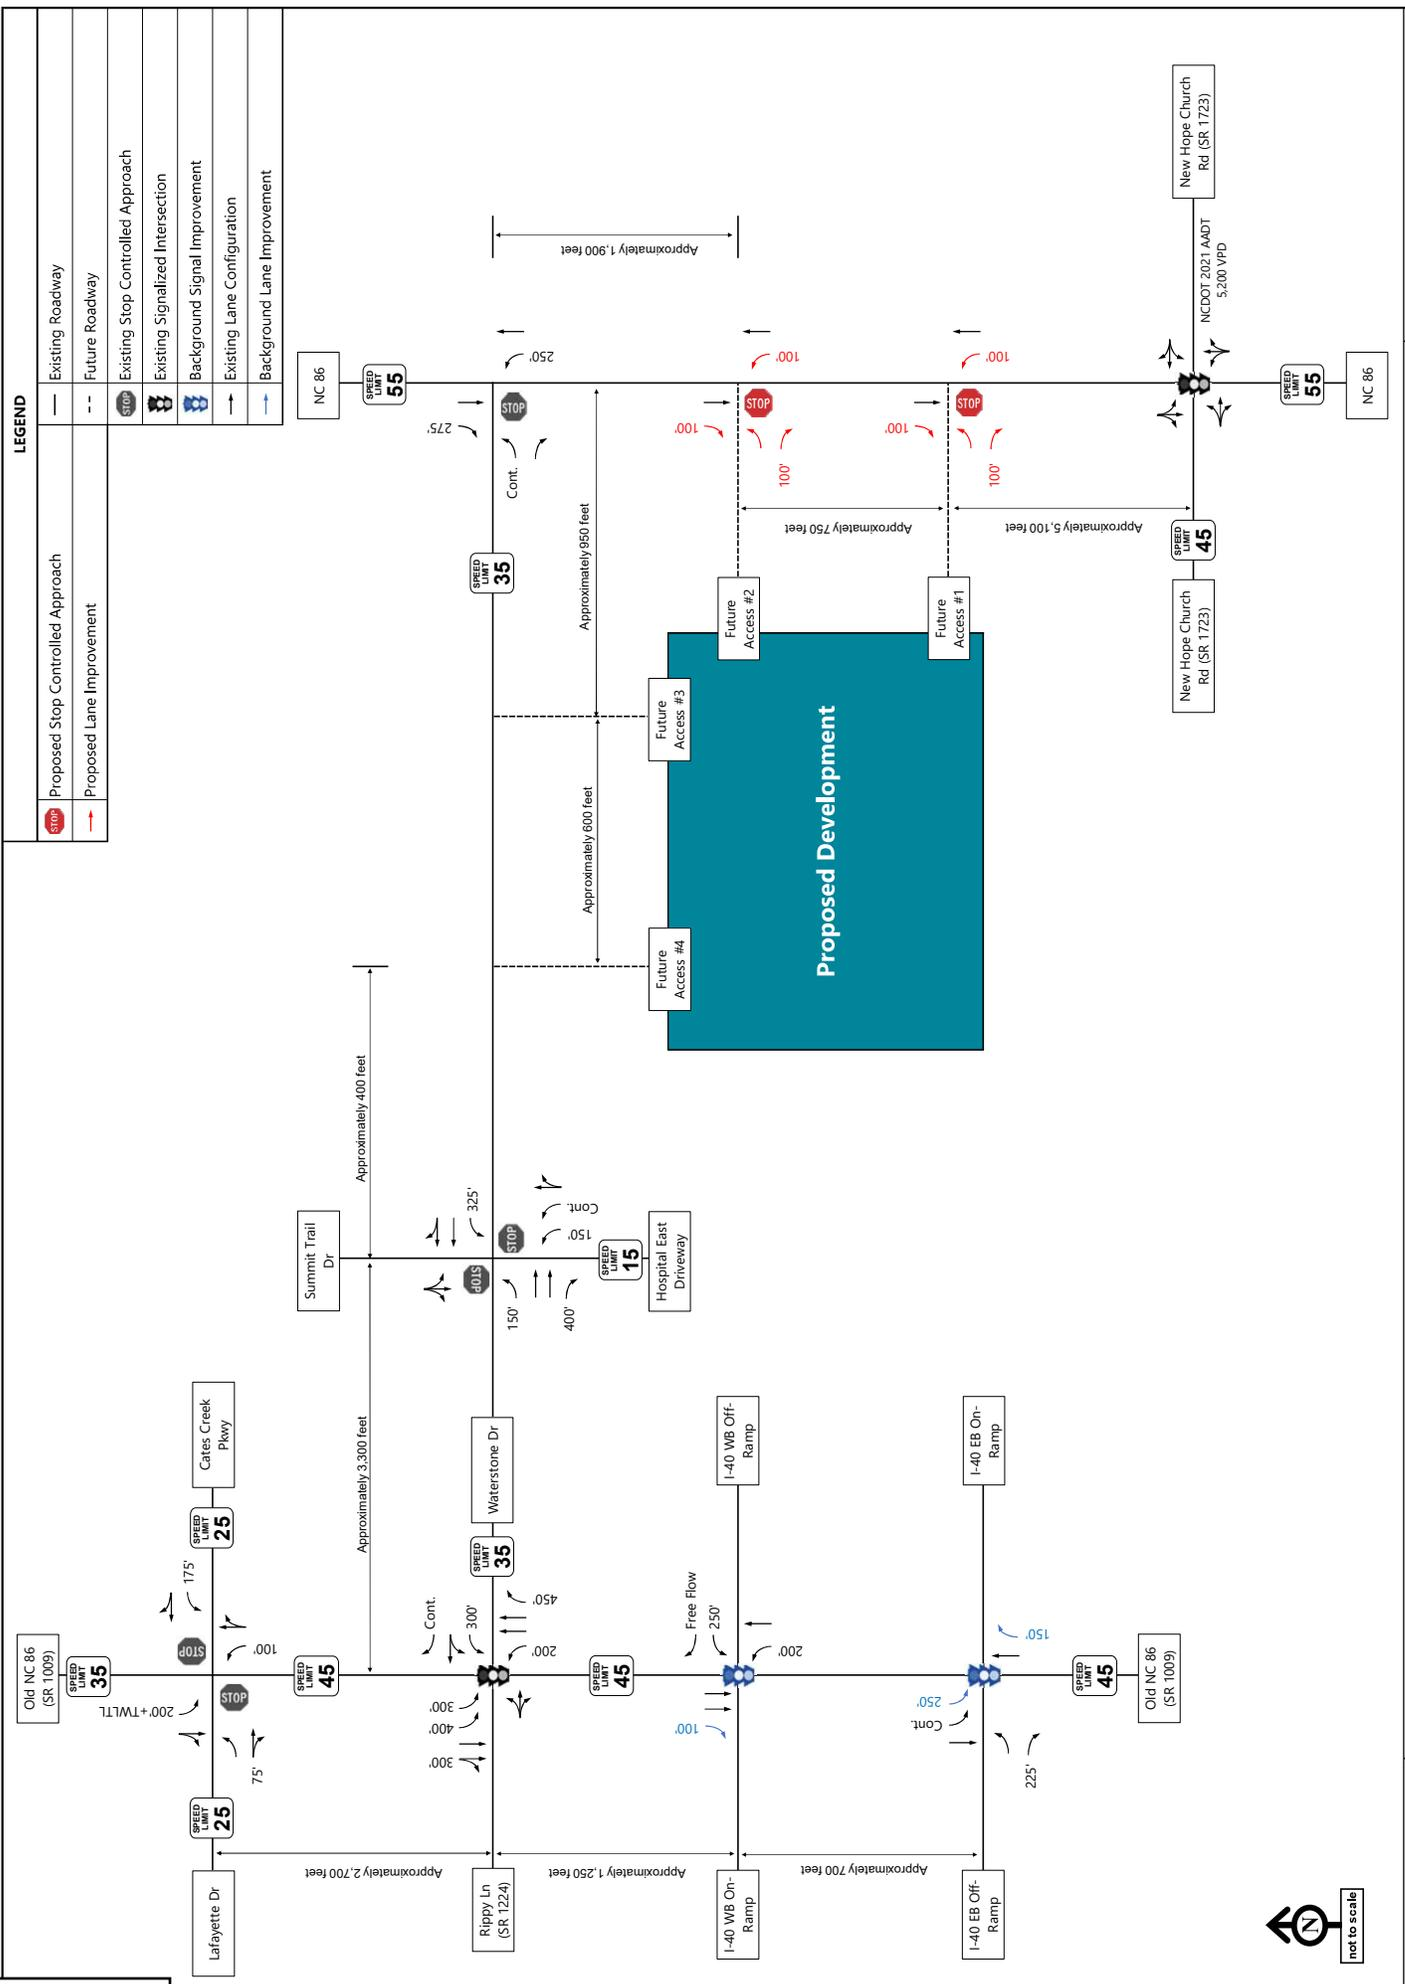 LEGEND
Existing Roadway
Future Roadway
STOP
Existing Stop Controlled Approach
Existing Signalized Intersection
Background Signal Improvement
Existing Lane Configuration
Background Lane Improvement
STOP
Proposed Stop Controlled Approach
Proposed Lane Improvement
Old NC 86
(SR 1009)
SPEED
LIMIT
35
Lafayette Dr
SPEED
LIMIT
25
200'+TWLTL
75'
STOP
STOP
175'
100'
SPEED
LIMIT
25
Cates Creek
Pkwy
SPEED
LIMIT
45
Approximately 2,700 feet
Approximately 3,300 feet
Approximately 400 feet
Rippy Ln
(SR 1224)
300'
400'
300'
Cont.
300'
200'
450'
SPEED
LIMIT
35
Waterstone Dr
SPEED
LIMIT
45
Approximately 1,250 feet
I-40 WB On-
Ramp
100'
Free Flow
250'
200'
I-40 WB Off-
Ramp
Approximately 700 feet
I-40 EB Off-
Ramp
Cont.
250'
225'
150'
I-40 EB On-
Ramp
SPEED
LIMIT
45
Old NC 86
(SR 1009)
Summit Trail
Dr
STOP
STOP
325'
150'
400'
150'
Cont.
SPEED
LIMIT
15
Hospital East
Driveway
SPEED
LIMIT
35
NC 86
SPEED
LIMIT
55
275'
Cont.
STOP
250'
Approximately 950 feet
Approximately 600 feet
Approximately 1,900 feet
Future
Access #4
Future
Access #3
Proposed Development
Future
Access #2
100'
100'
STOP
100'
Approximately 750 feet
Future
Access #1
100'
100'
STOP
100'
Approximately 5,100 feet
New Hope Church
Rd (SR 1723)
SPEED
LIMIT
45
NCDOT 2021 AADT
5,200 VPD
New Hope Church
Rd (SR 1723)
SPEED
LIMIT
55
NC 86
N
not to scale